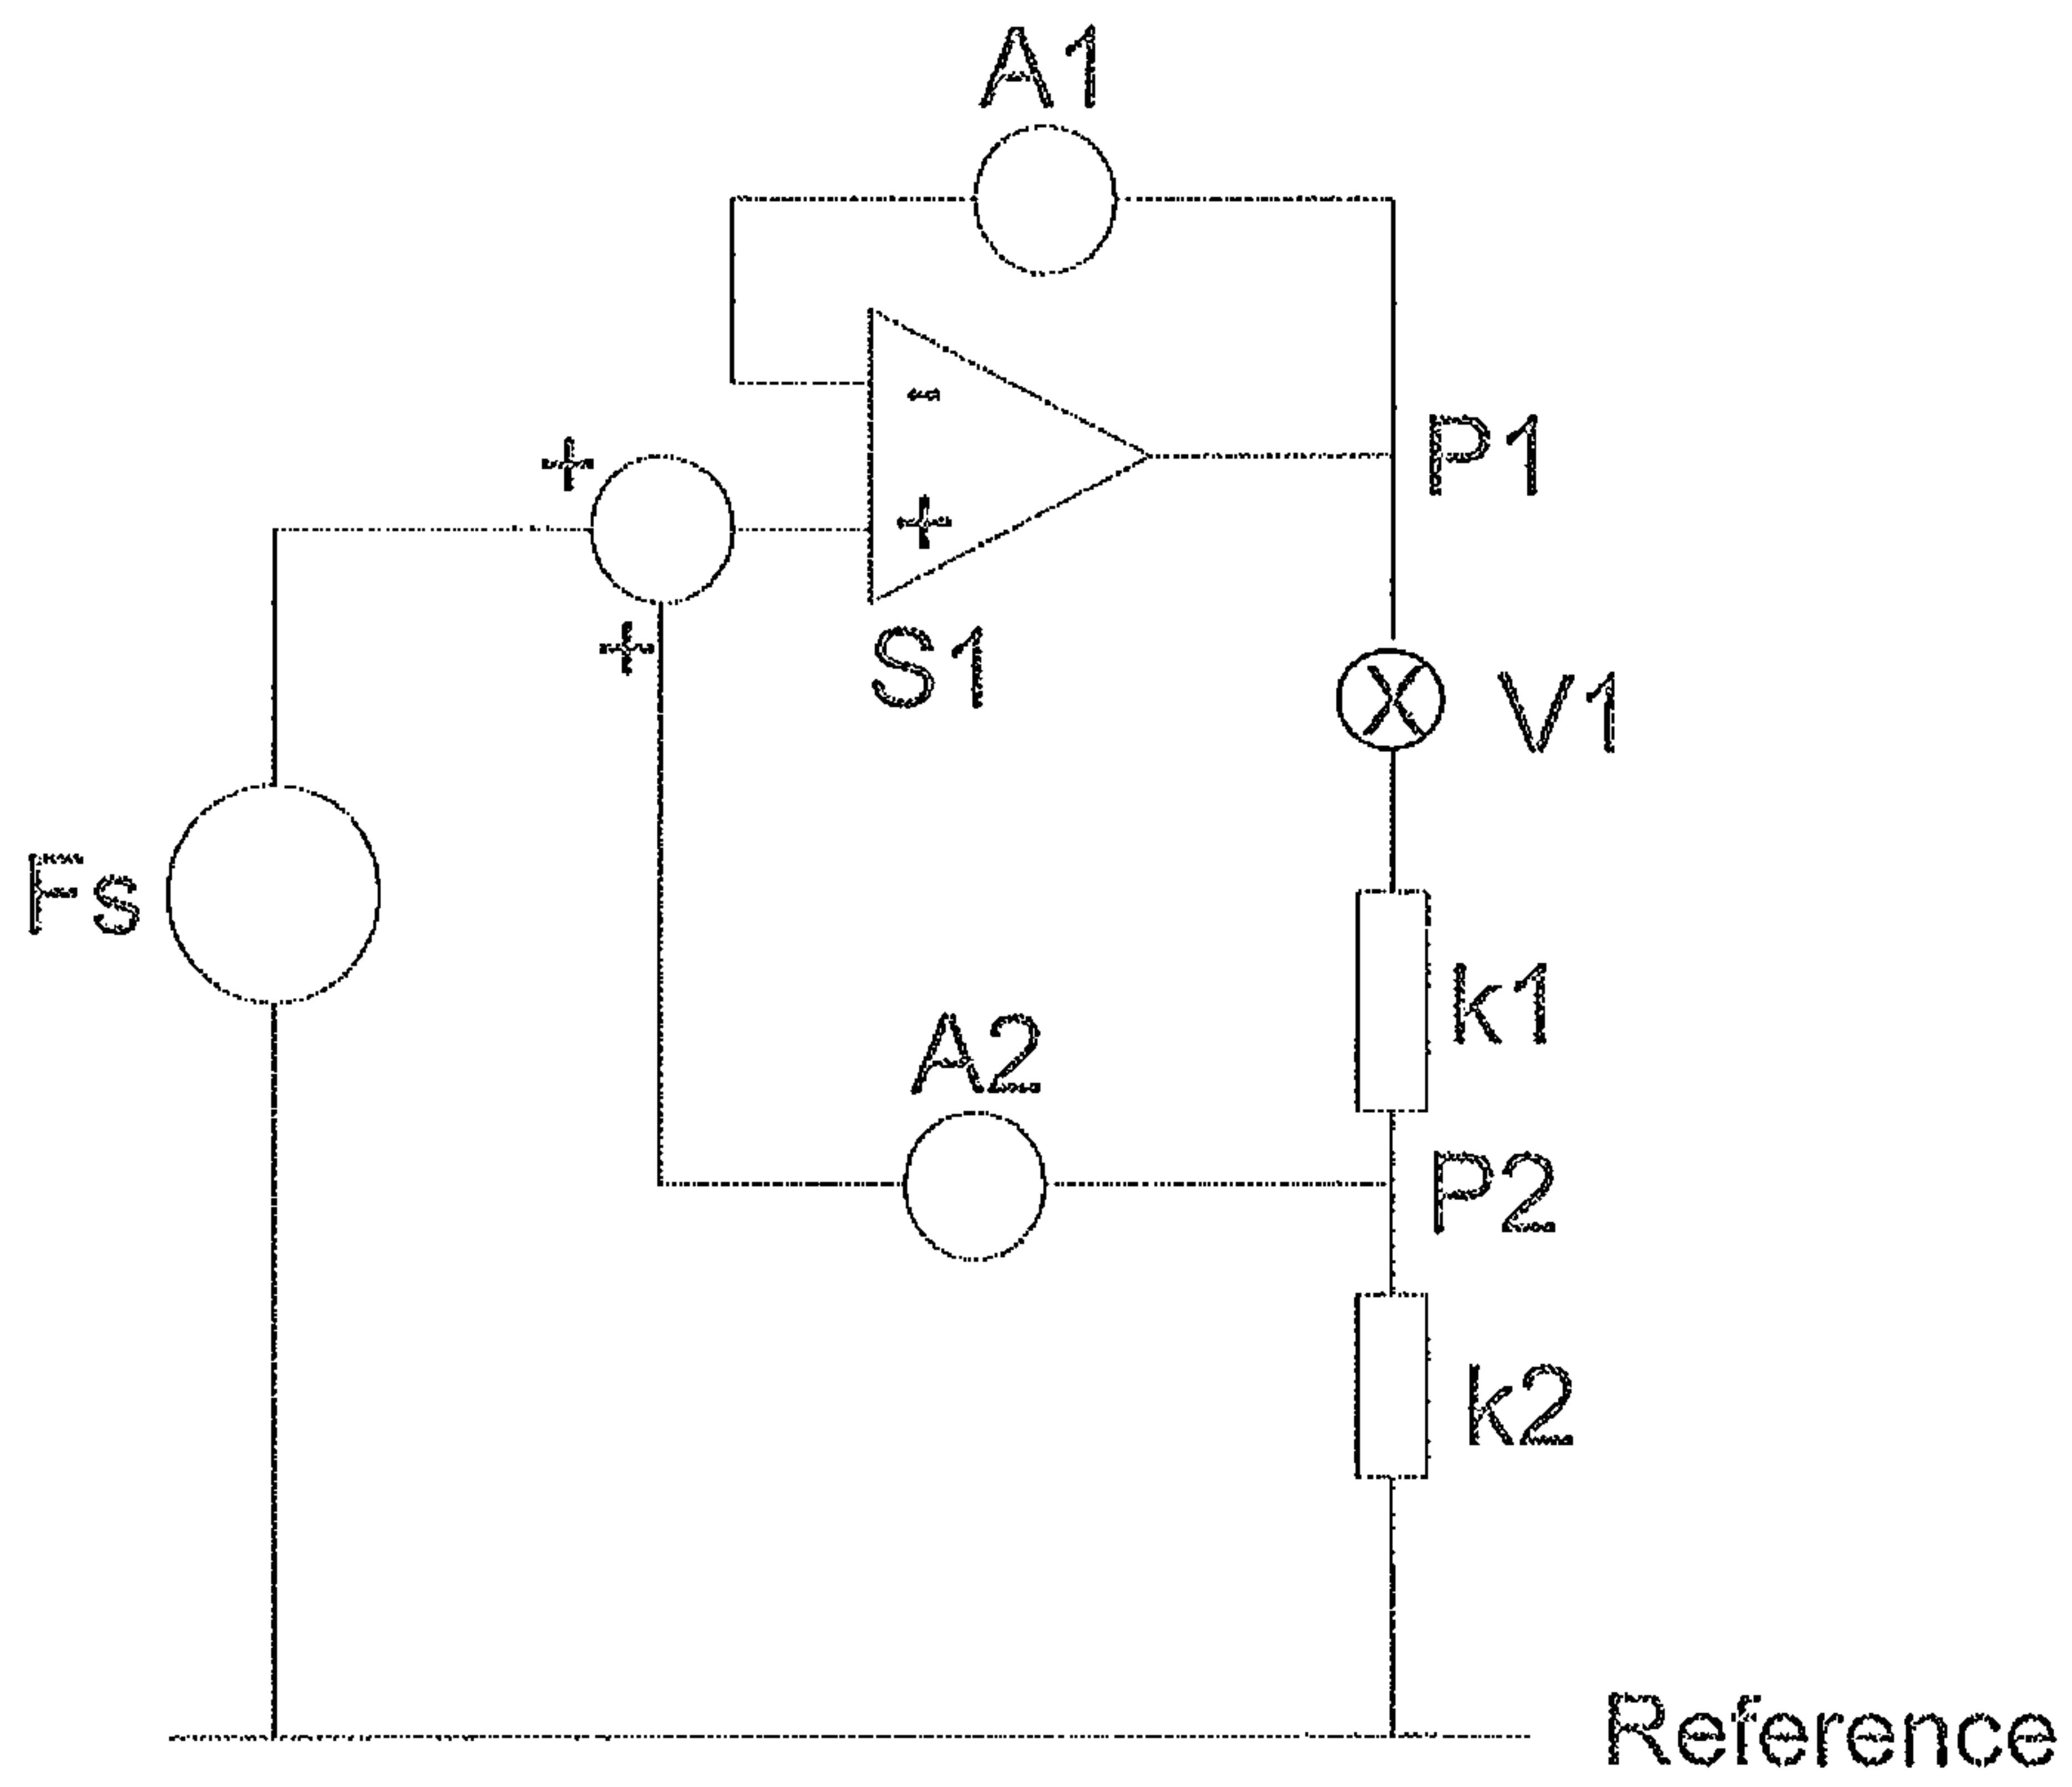 A1
-
+
P1
+
+
S1
V1
Fs
k1
A2
P2
k2
Reference